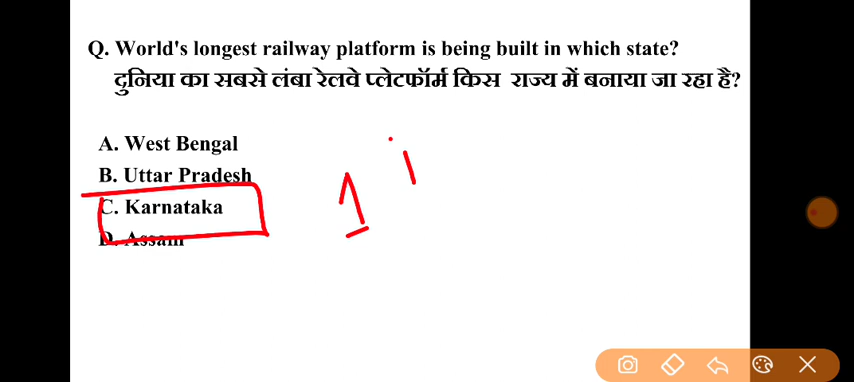 Q. World's longest railway platform is being built in which state?
दुनिया का सबसे लंबा रेलवे प्लेटफॉर्म किस राज्य में बनाया जा रहा है?
A. West Bengal
B. Uttar Pradesh
C. Karnataka
D. Assam
1